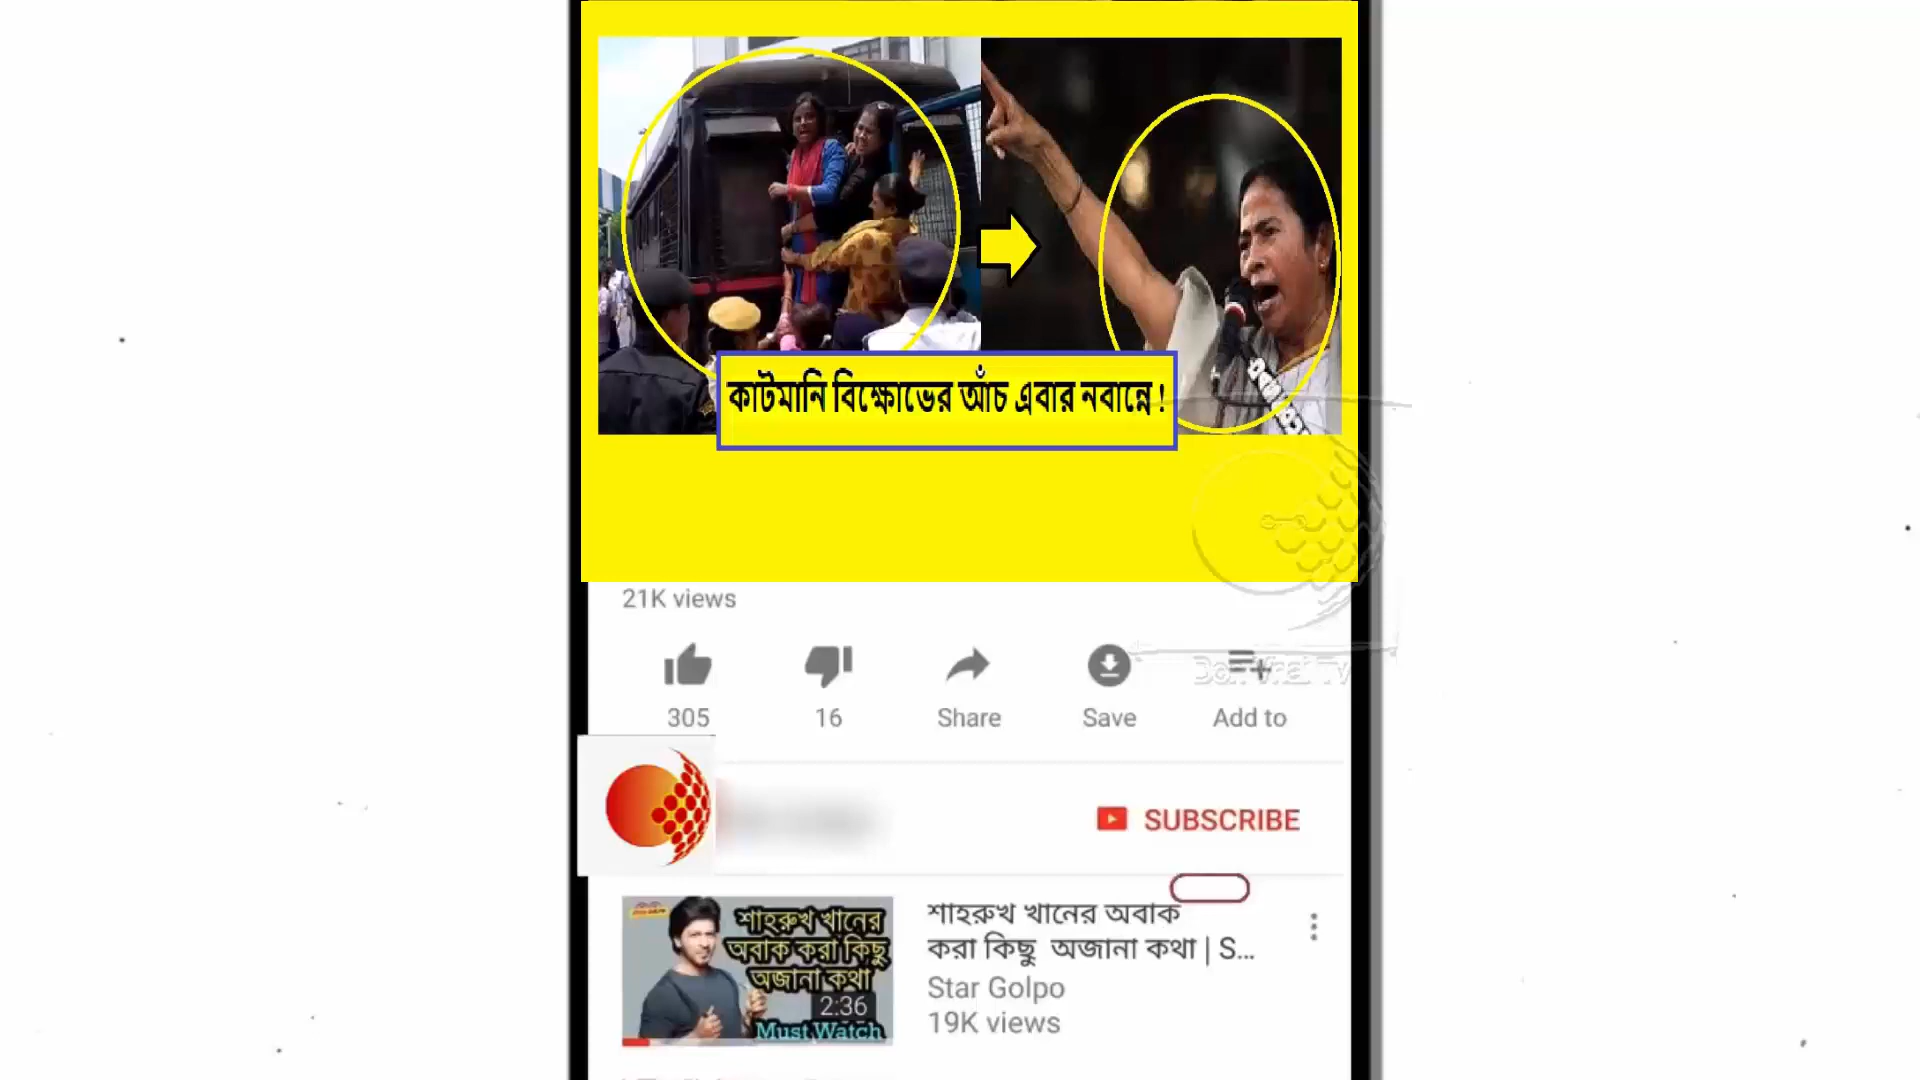 কাটমানি বিক্ষোভের আঁচ এবার নবান্নে !
21K views
305
16
Share
Save
Add to
SUBSCRIBE
শাহরুখ খানের
অবাক করা কিছু
অজানা কথা
2:36
Must Watch
শাহরুখ খানের অবাক
করা কিছু অজানা কথা | S...
Star Golpo
19K views